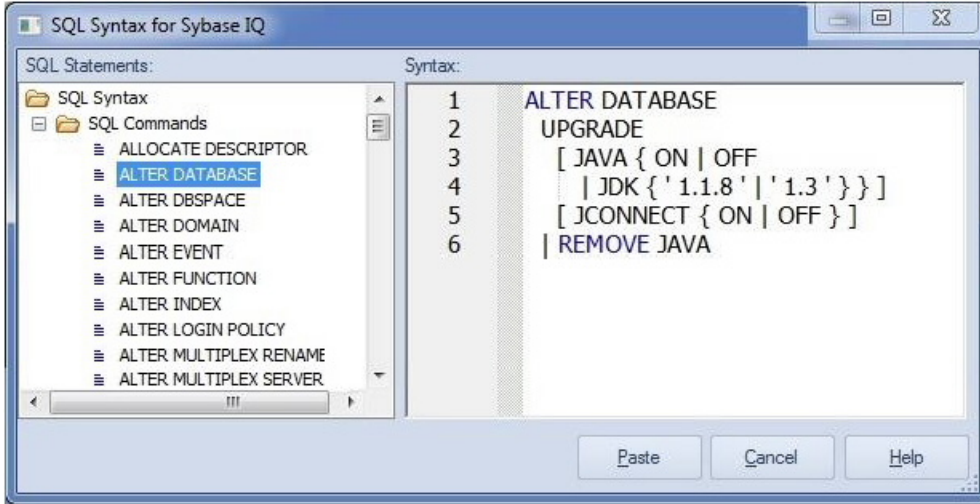 SQL Syntax for Sybase IQ
SQL Statements:
SQL Syntax
SQL Commands
ALLOCATE DESCRIPTOR
ALTER DATABASE
ALTER DBSPACE
ALTER DOMAIN
ALTER EVENT
ALTER FUNCTION
ALTER INDEX
ALTER LOGIN POLICY
ALTER MULTIPLEX RENAME
ALTER MULTIPLEX SERVER
Syntax:
1 ALTER DATABASE
2 UPGRADE
3 [ JAVA { ON | OFF
4 | JDK { ' 1.1.8 ' | ' 1.3 ' } } ]
5 [ JCONNECT { ON | OFF } ]
6 | REMOVE JAVA
Paste Cancel Help